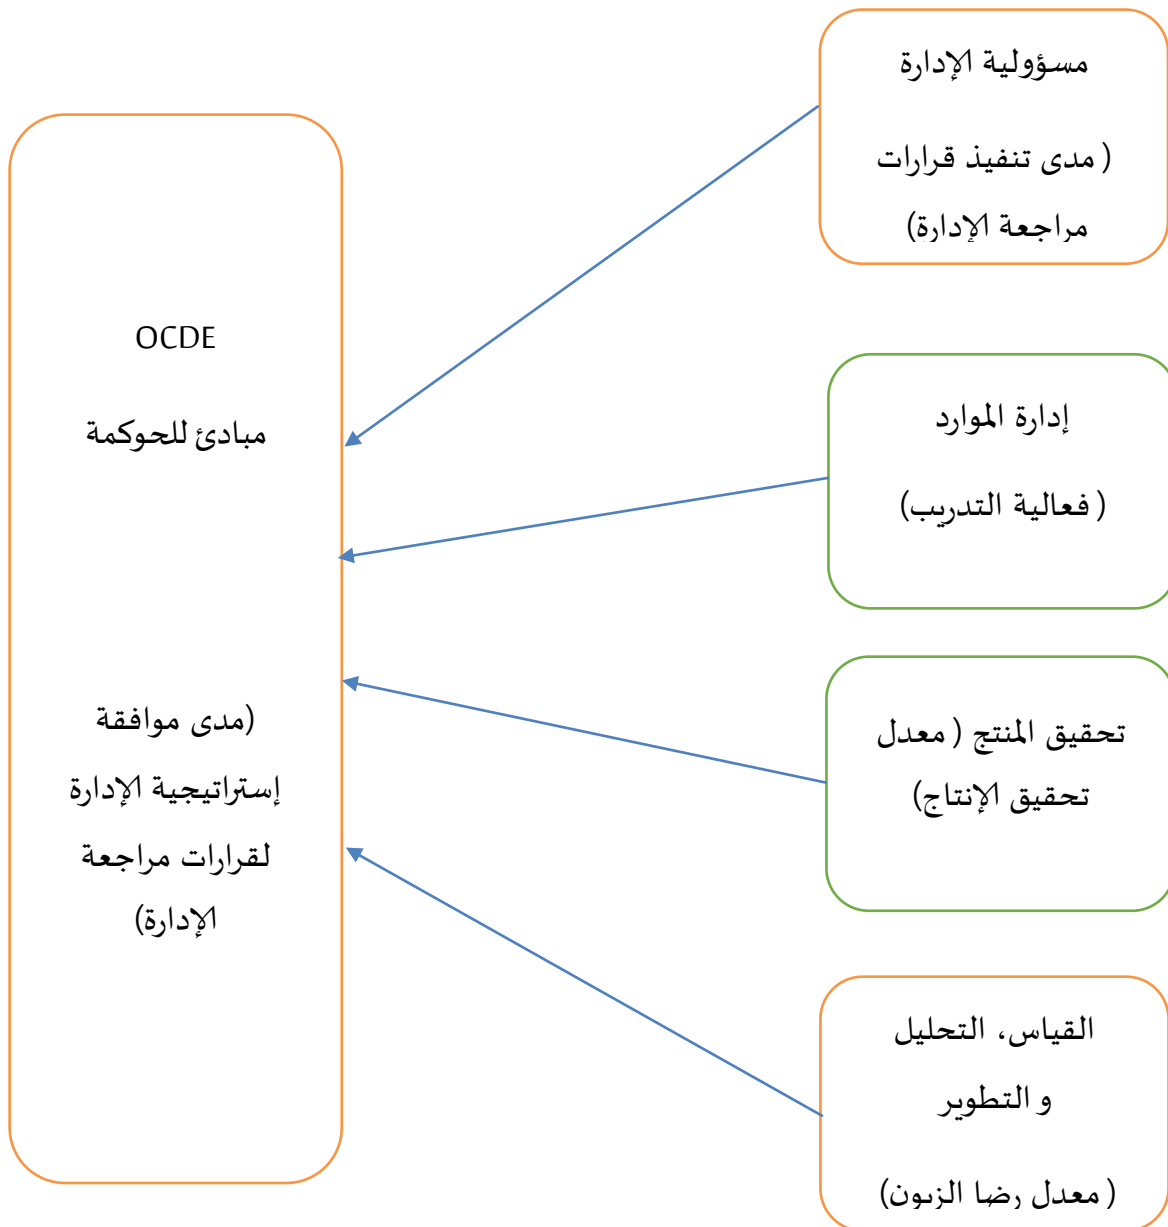 مسؤولية الإدارة
( مدى تنفيذ قرارات
مراجعة الإدارة)
إدارة الموارد
( فعالية التدريب)
تحقيق المنتج ( معدل
تحقيق الإنتاج)
القياس، التحليل
و التطوير
( معدل رضا الزبون)
OCDE
مبادئ للحوكمة
(مدى موافقة
إستراتيجية الإدارة
لقرارات مراجعة
الإدارة)